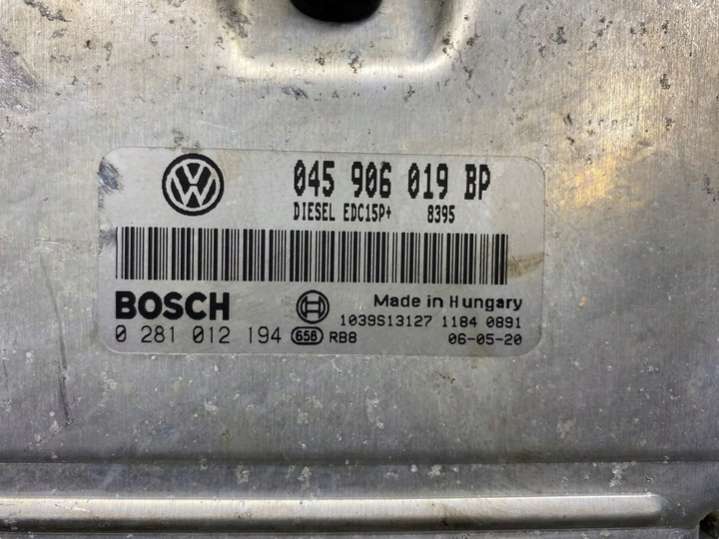 045 906 019 BP
DIESEL EDC15P+ 8395
BOSCH Made in Hungary
1039S13127 1184 0891
0 281 012 194 656 RB8 06-05-20